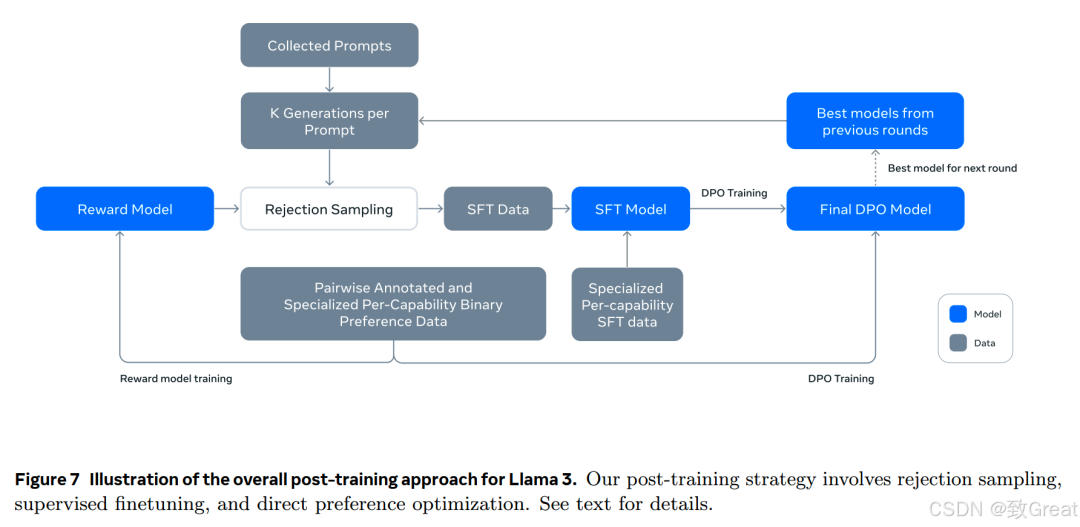 Collected Prompts
K Generations per
Prompt
Best models from
previous rounds
Best model for next round
Reward Model
Rejection Sampling
SFT Data
SFT Model
DPO Training
Final DPO Model
Pairwise Annotated and
Specialized Per-Capability Binary
Preference Data
Specialized
Per-capability
SFT data
Model
Data
Reward model training
DPO Training
Figure 7 Illustration of the overall post-training approach for Llama 3. Our post-training strategy involves rejection sampling,
supervised finetuning, and direct preference optimization. See text for details.
CSDN @致Great